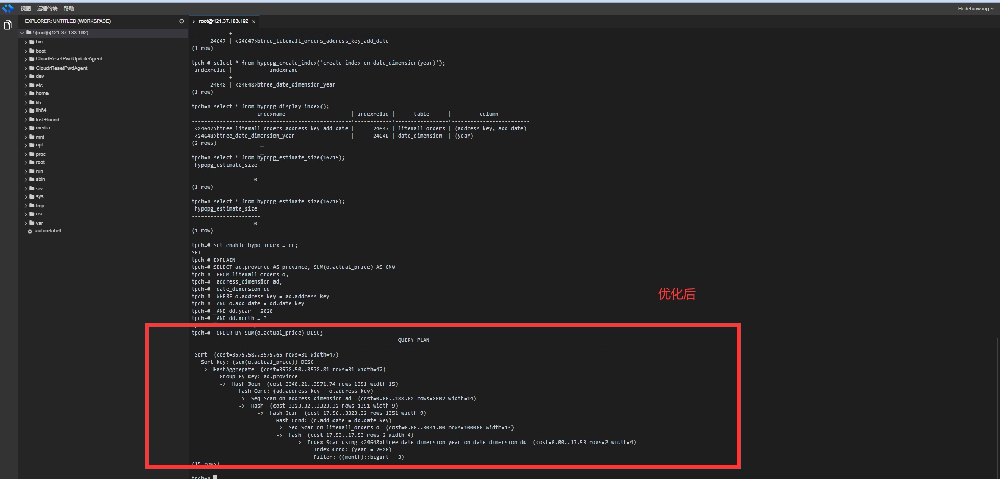 视图 远程终端 帮助
Hi dehuiwang
EXPLORER: UNTITLED (WORKSPACE)
>_ root@121.37.183.192 ×
/ (root@121.37.183.192)
bin
boot
CloudResetPwdUpdateAgent
CloudrResetPwdAgent
dev
etc
home
lib
lib64
lost+found
media
mnt
opt
proc
root
run
sbin
srv
sys
tmp
usr
var
.autorelabel
------------+---------------------------------------------------
      24647 | <24647>btree_litemall_orders_address_key_add_date
(1 row)
tpch=# select * from hypopg_create_index('create index on date_dimension(year)');
 indexrelid |            indexname
------------+----------------------------------
      24648 | <24648>btree_date_dimension_year
(1 row)
tpch=# select * from hypopg_display_index();
                     indexname                     | indexrelid |      table      |         column
---------------------------------------------------+------------+-----------------+-------------------------
 <24647>btree_litemall_orders_address_key_add_date |      24647 | litemall_orders | (address_key, add_date)
 <24648>btree_date_dimension_year                  |      24648 | date_dimension  | (year)
(2 rows)
tpch=# select * from hypopg_estimate_size(16715);
 hypopg_estimate_size
----------------------
                    0
(1 row)
tpch=# select * from hypopg_estimate_size(16716);
 hypopg_estimate_size
----------------------
                    0
(1 row)
tpch=# set enable_hypo_index = on;
SET
tpch=# EXPLAIN
tpch-# SELECT ad.province AS province, SUM(o.actual_price) AS GMV
tpch-#  FROM litemall_orders o,
tpch-#  address_dimension ad,
tpch-#  date_dimension dd
tpch-#  WHERE o.address_key = ad.address_key
tpch-#  AND o.add_date = dd.date_key
tpch-#  AND dd.year = 2020
tpch-#  AND dd.month = 3
tpch-#  ORDER BY SUM(o.actual_price) DESC;
优化后
QUERY PLAN
-----------------------------------------------------------------------------------------------------------------------------------------------
 Sort  (cost=3579.58..3579.65 rows=31 width=47)
   Sort Key: (sum(o.actual_price)) DESC
   ->  HashAggregate  (cost=3578.50..3578.81 rows=31 width=47)
         Group By Key: ad.province
         ->  Hash Join  (cost=3340.21..3571.74 rows=1351 width=15)
               Hash Cond: (ad.address_key = o.address_key)
               ->  Seq Scan on address_dimension ad  (cost=0.00..188.02 rows=8002 width=14)
               ->  Hash  (cost=3323.32..3323.32 rows=1351 width=9)
                     ->  Hash Join  (cost=17.56..3323.32 rows=1351 width=9)
                           Hash Cond: (o.add_date = dd.date_key)
                           ->  Seq Scan on litemall_orders o  (cost=0.00..3041.00 rows=100000 width=13)
                           ->  Hash  (cost=17.53..17.53 rows=2 width=4)
                                 ->  Index Scan using <24648>btree_date_dimension_year on date_dimension dd  (cost=0.00..17.53 rows=2 width=4)
                                       Index Cond: (year = 2020)
                                       Filter: ((month)::bigint = 3)
(15 rows)
tpch=#